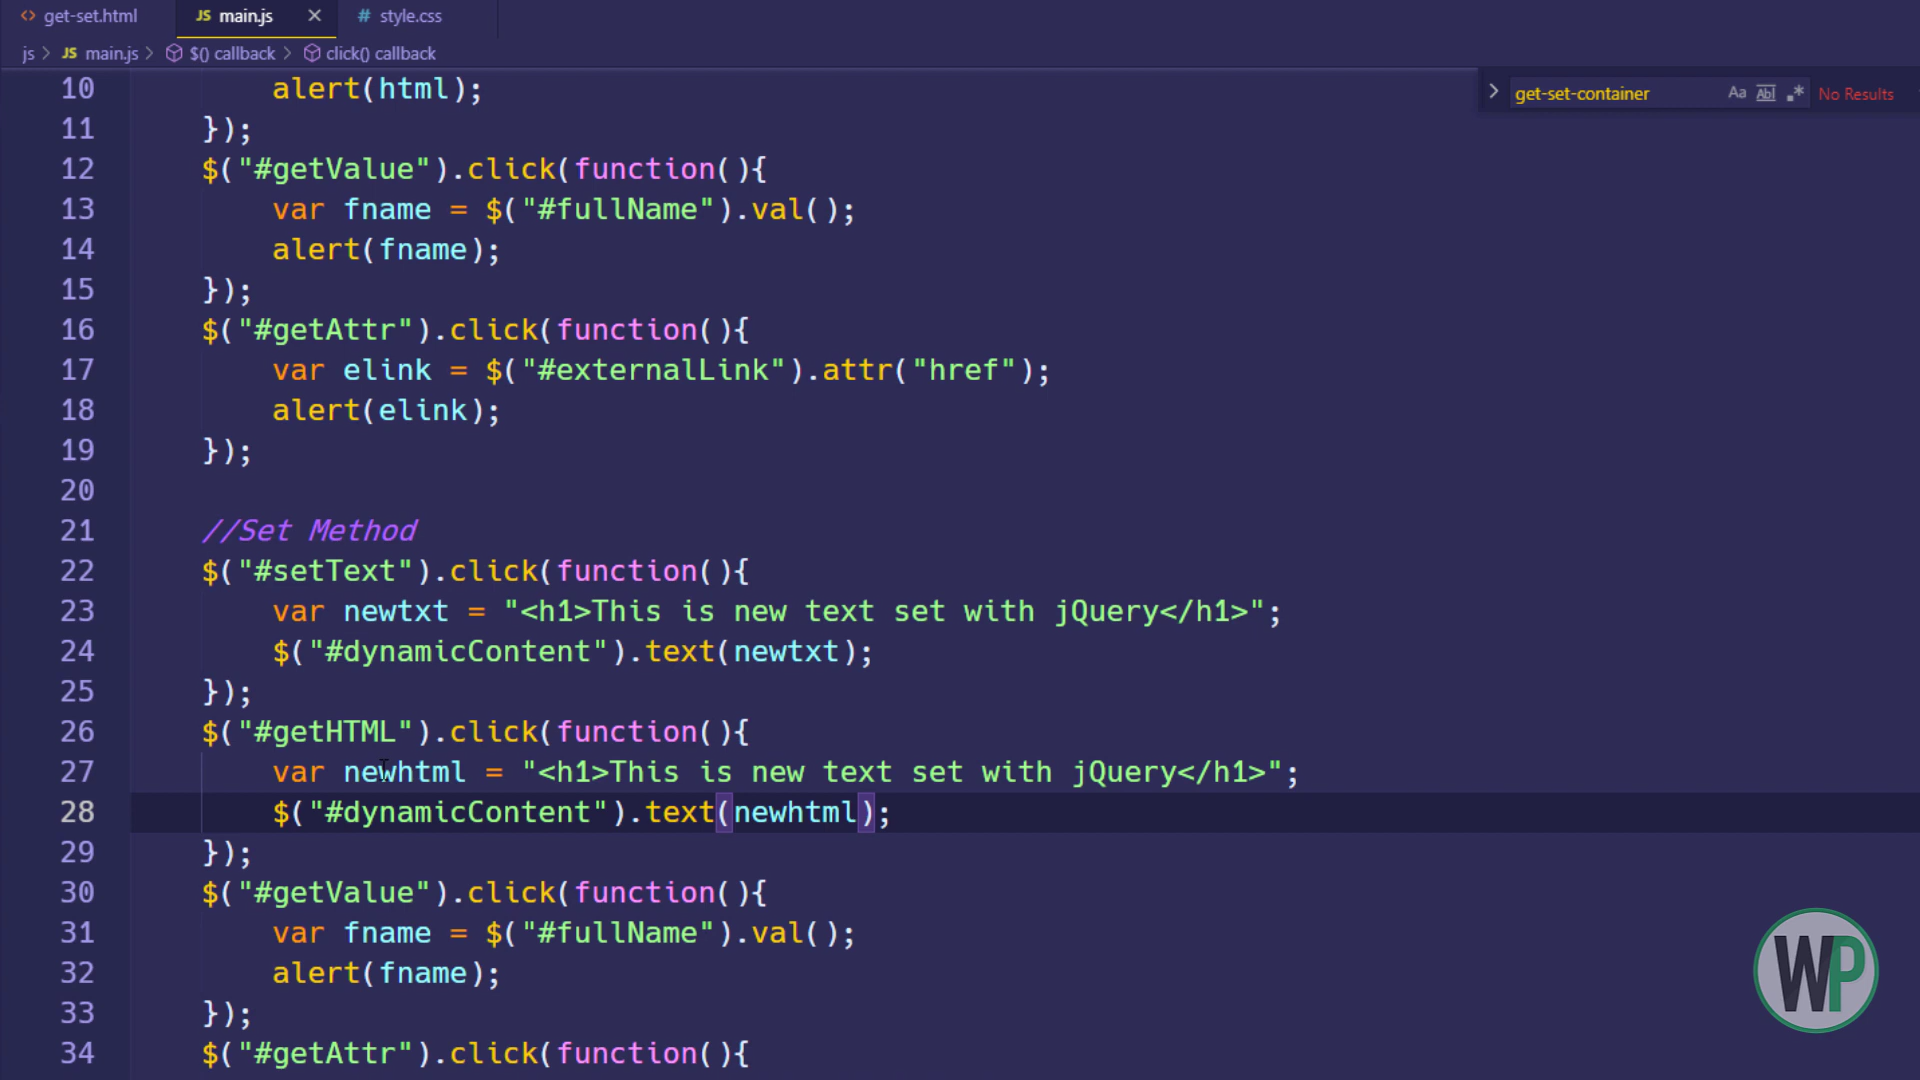 <> get-set.html JS main.js × # style.css
js > JS main.js > $() callback > click() callback
get-set-container Aa Abl .* No Results
10 alert(html);
11 });
12 $("#getValue").click(function(){
13 var fname = $("#fullName").val();
14 alert(fname);
15 });
16 $("#getAttr").click(function(){
17 var elink = $("#externalLink").attr("href");
18 alert(elink);
19 });
20
21 //Set Method
22 $("#setText").click(function(){
23 var newtxt = "<h1>This is new text set with jQuery</h1>";
24 $("#dynamicContent").text(newtxt);
25 });
26 $("#getHTML").click(function(){
27 var newhtml = "<h1>This is new text set with jQuery</h1>";
28 $("#dynamicContent").text(newhtml);
29 });
30 $("#getValue").click(function(){
31 var fname = $("#fullName").val();
32 alert(fname);
33 });
34 $("#getAttr").click(function(){
WP